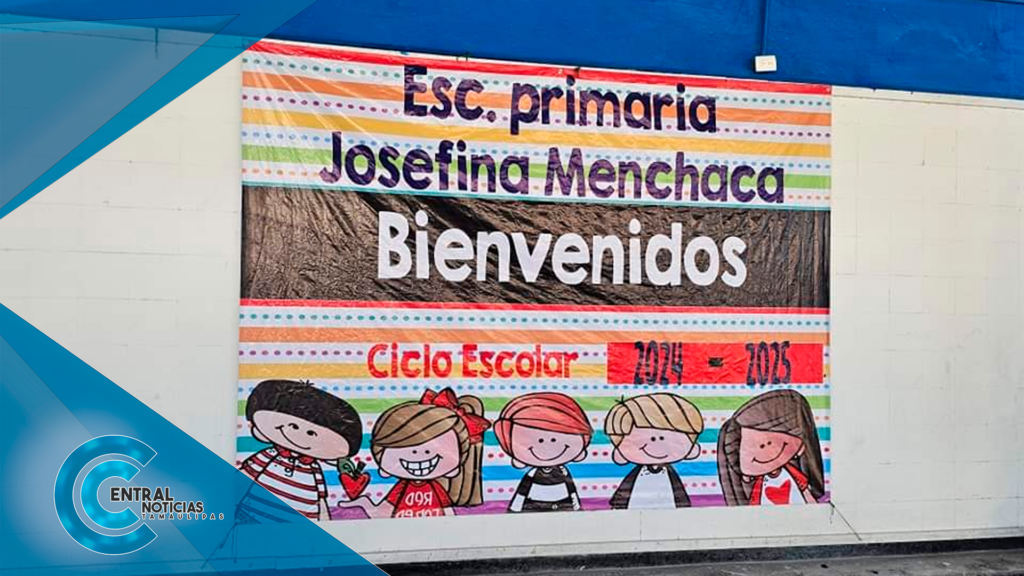 Esc. primaria
Josefina Menchaca
Bienvenidos
Ciclo Escolar 2024 - 2025
CENTRAL
NOTICIAS
TAMAULIPAS